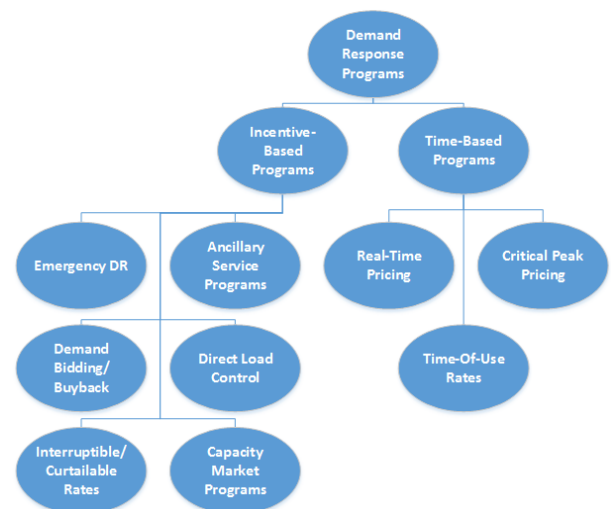 Demand
Response
Programs
Incentive-
Based
Programs
Time-Based
Programs
Emergency DR
Ancillary
Service
Programs
Real-Time
Pricing
Critical Peak
Pricing
Demand
Bidding/
Buyback
Direct Load
Control
Time-Of-Use
Rates
Interruptible/
Curtailable
Rates
Capacity
Market
Programs